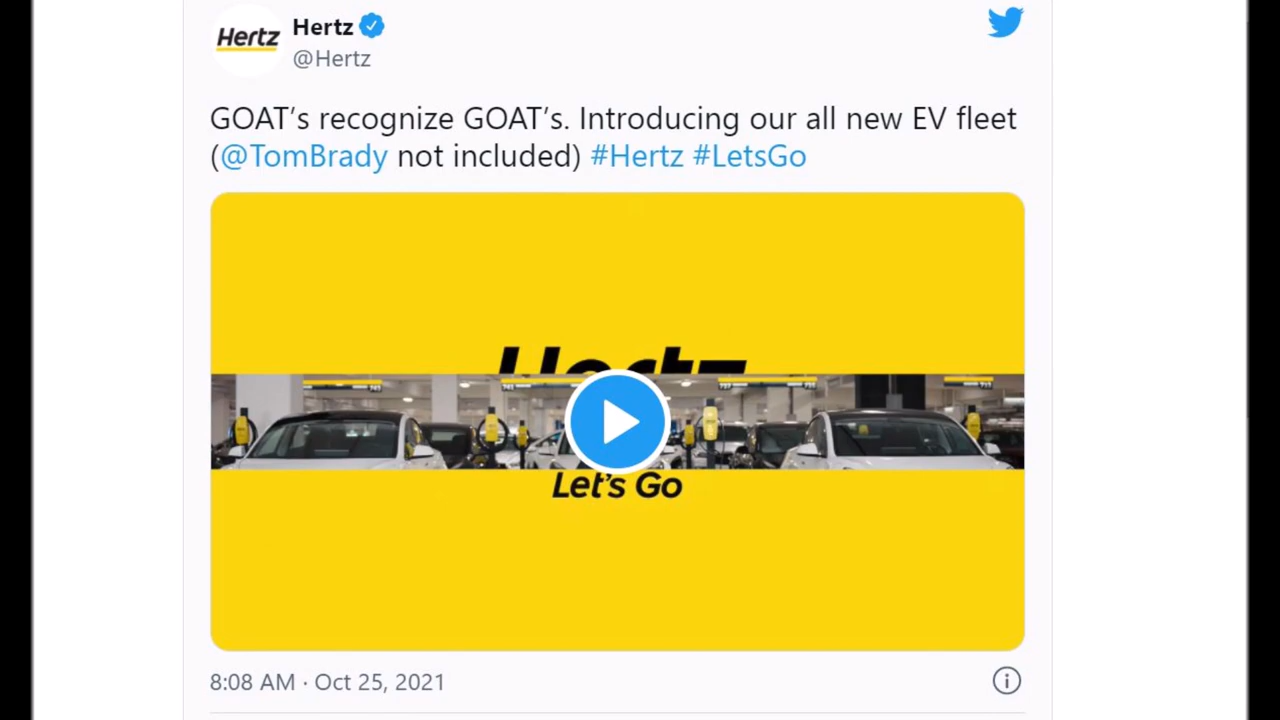 Hertz
Hertz
@Hertz
GOAT’s recognize GOAT’s. Introducing our all new EV fleet
(@TomBrady not included) #Hertz #LetsGo
Hertz
Let’s Go
8:08 AM · Oct 25, 2021